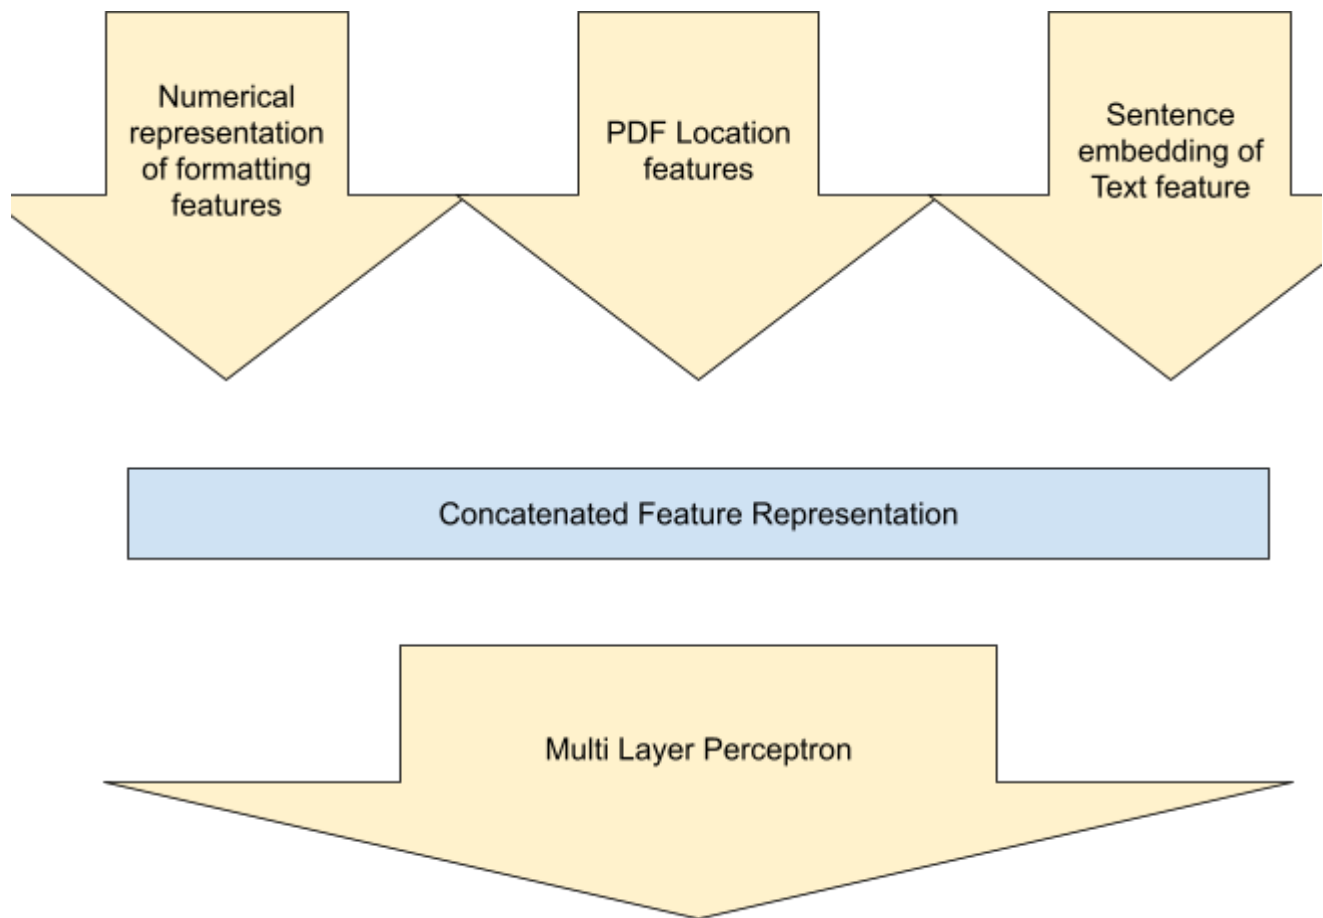 Numerical
representation
of formatting
features
PDF Location
features
Sentence
embedding of
Text feature
Concatenated Feature Representation
Multi Layer Perceptron